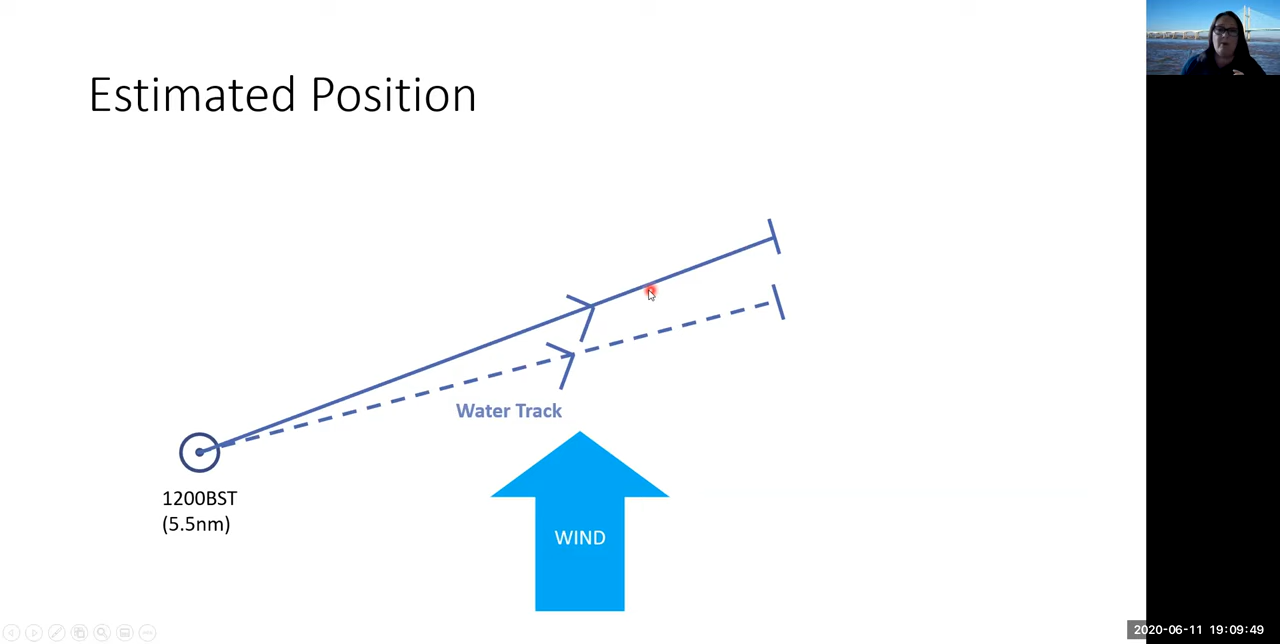 Estimated Position
Water Track
1200BST
(5.5nm)
WIND
2020-06-11 19:09:49